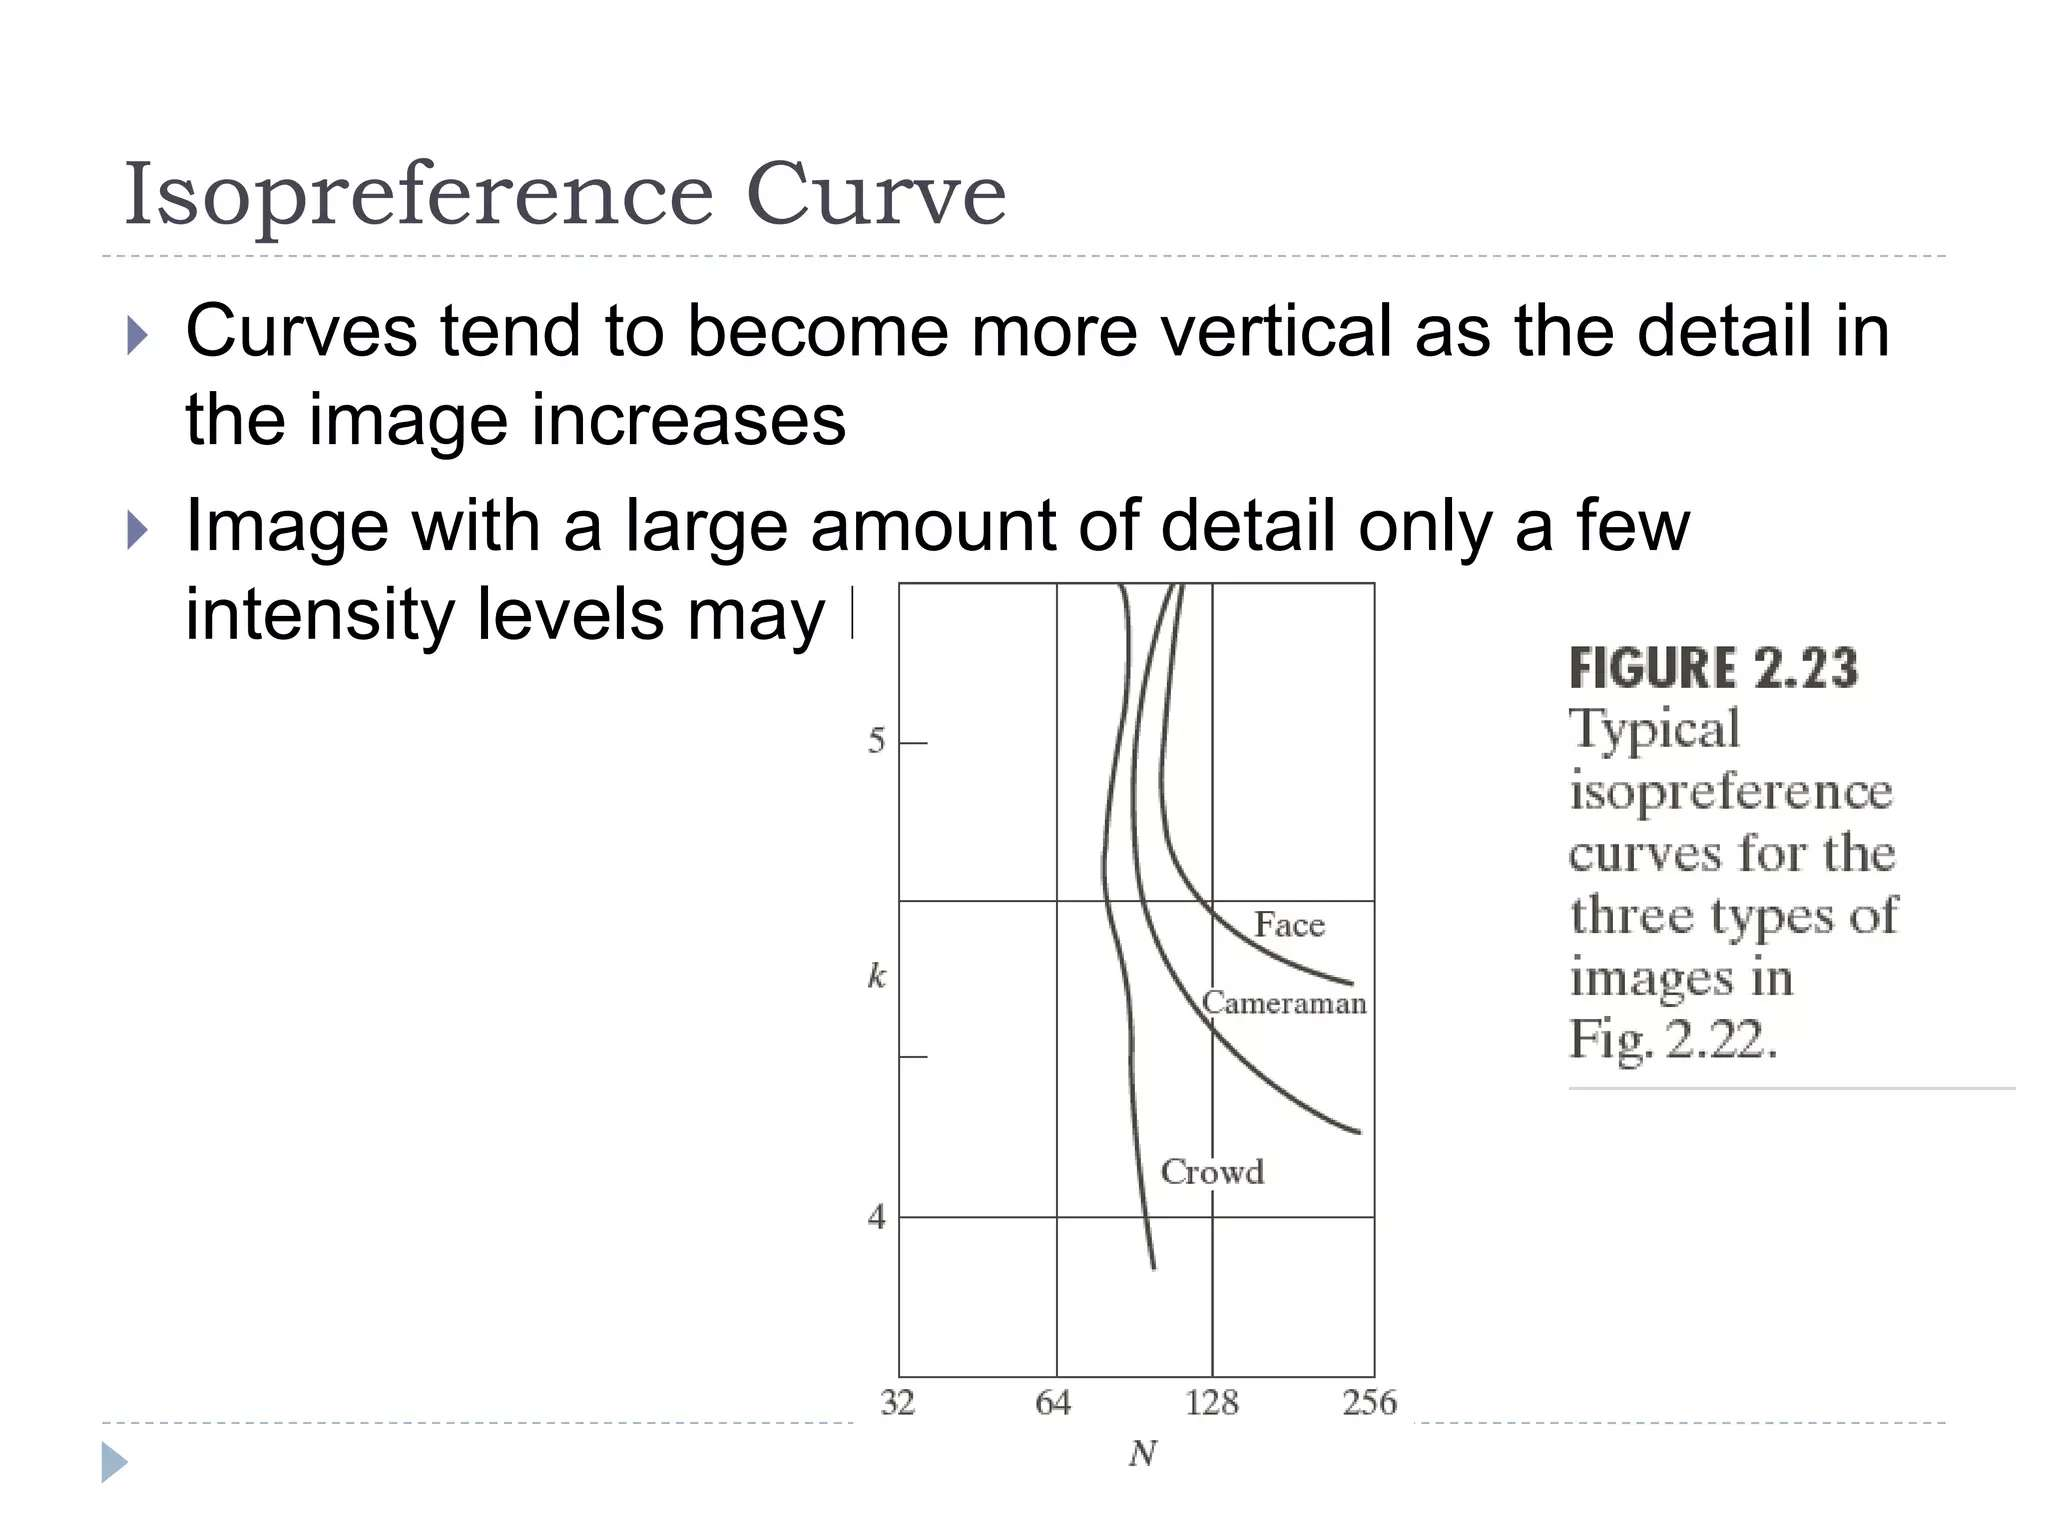 Isopreference Curve
Curves tend to become more vertical as the detail in
the image increases
Image with a large amount of detail only a few
intensity levels may
FIGURE 2.23
Typical
isopreference
curves for the
three types of
images in
Fig. 2.22.
5
Face
k
Cameraman
Crowd
4
32 64 128 256
N